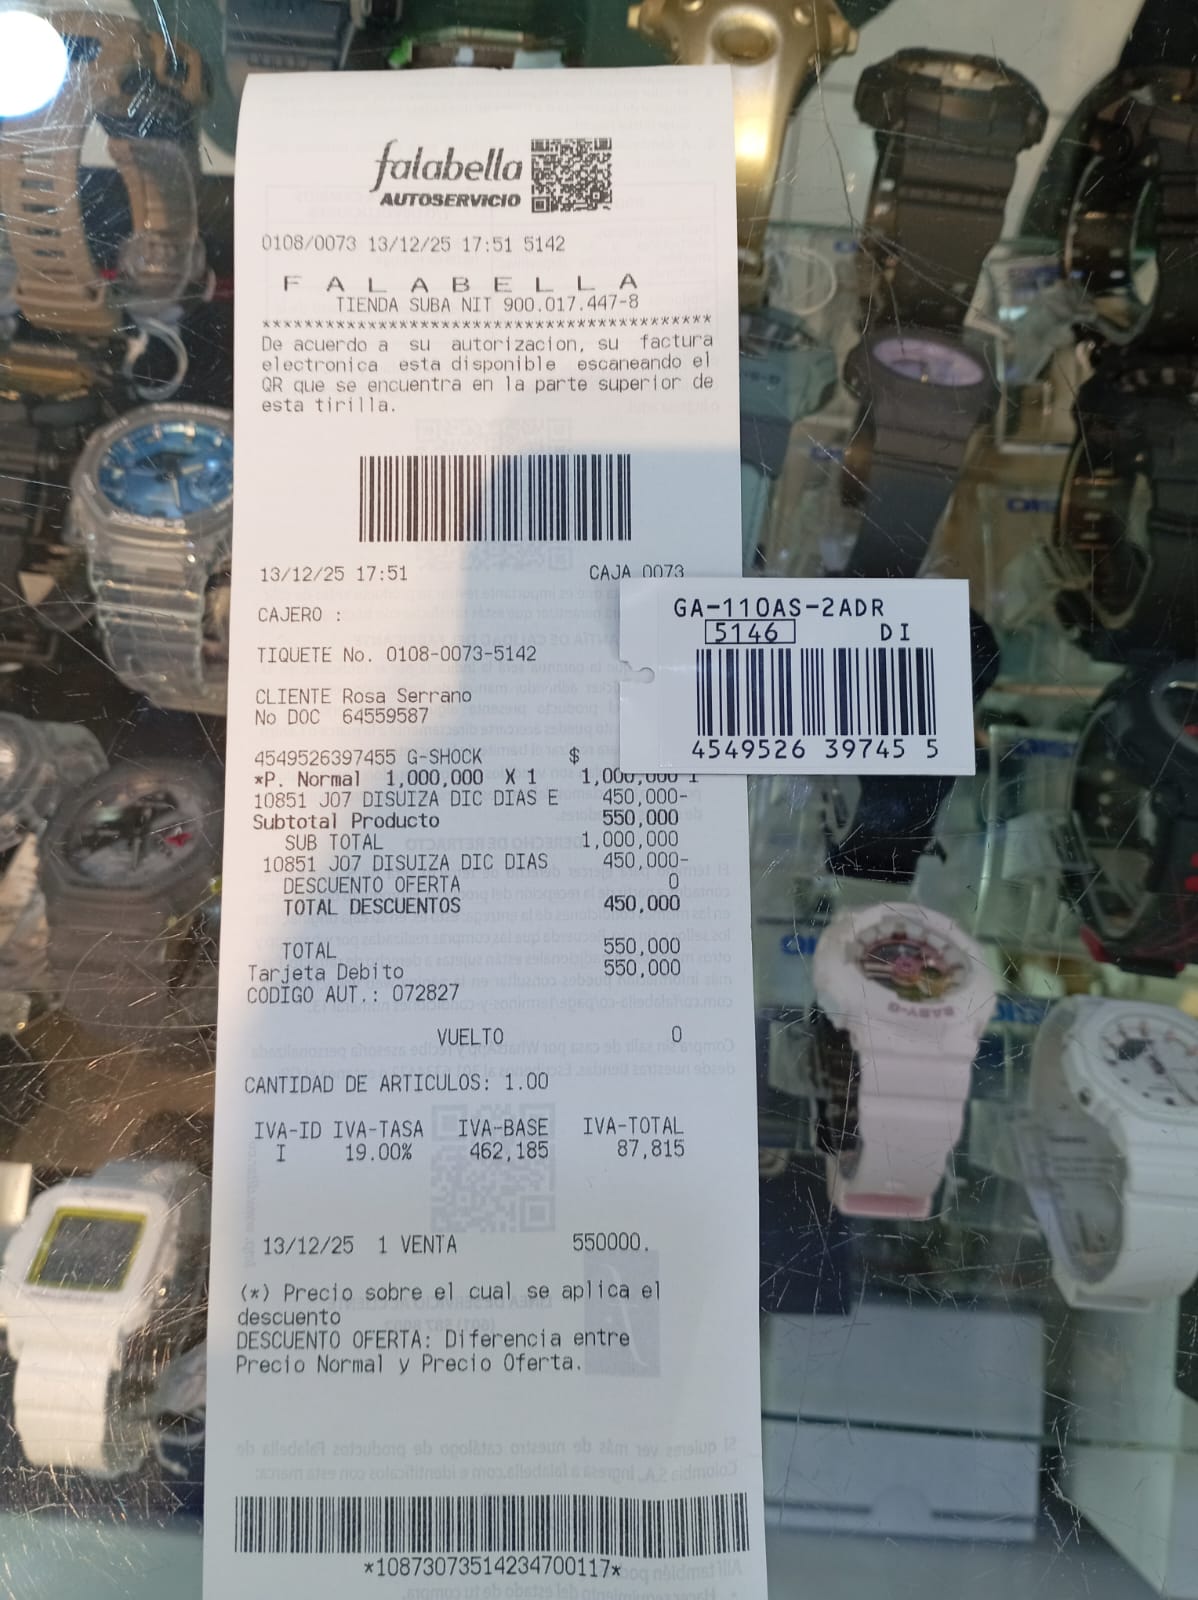 falabella
AUTOSERVICIO
0108/0073 13/12/25 17:51 5142
F A L A B E L L A
TIENDA SUBA NIT 900.017.447-8
*******************************************
De acuerdo a su autorizacion, su factura
electronica esta disponible escaneando el
QR que se encuentra en la parte superior de
esta tirilla.
13/12/25 17:51 CAJA 0073
CAJERO :
TIQUETE No. 0108-0073-5142
CLIENTE Rosa Serrano
No DOC 64559587
4549526397455 G-SHOCK $
*P. Normal 1,000,000 X 1 1,000,000 I
10851 J07 DISUIZA DIC DIAS E 450,000-
Subtotal Producto 550,000
SUB TOTAL 1,000,000
10851 J07 DISUIZA DIC DIAS 450,000-
DESCUENTO OFERTA 0
TOTAL DESCUENTOS 450,000
TOTAL 550,000
Tarjeta Debito 550,000
CODIGO AUT.: 072827
VUELTO 0
CANTIDAD DE ARTICULOS: 1.00
IVA-ID IVA-TASA IVA-BASE IVA-TOTAL
I 19.00% 462,185 87,815
13/12/25 1 VENTA 550000.
(*) Precio sobre el cual se aplica el
descuento
DESCUENTO OFERTA: Diferencia entre
Precio Normal y Precio Oferta.
*10873073514234700117*
GA-110AS-2ADR
5146 DI
4549526 39745 5
BABY-G